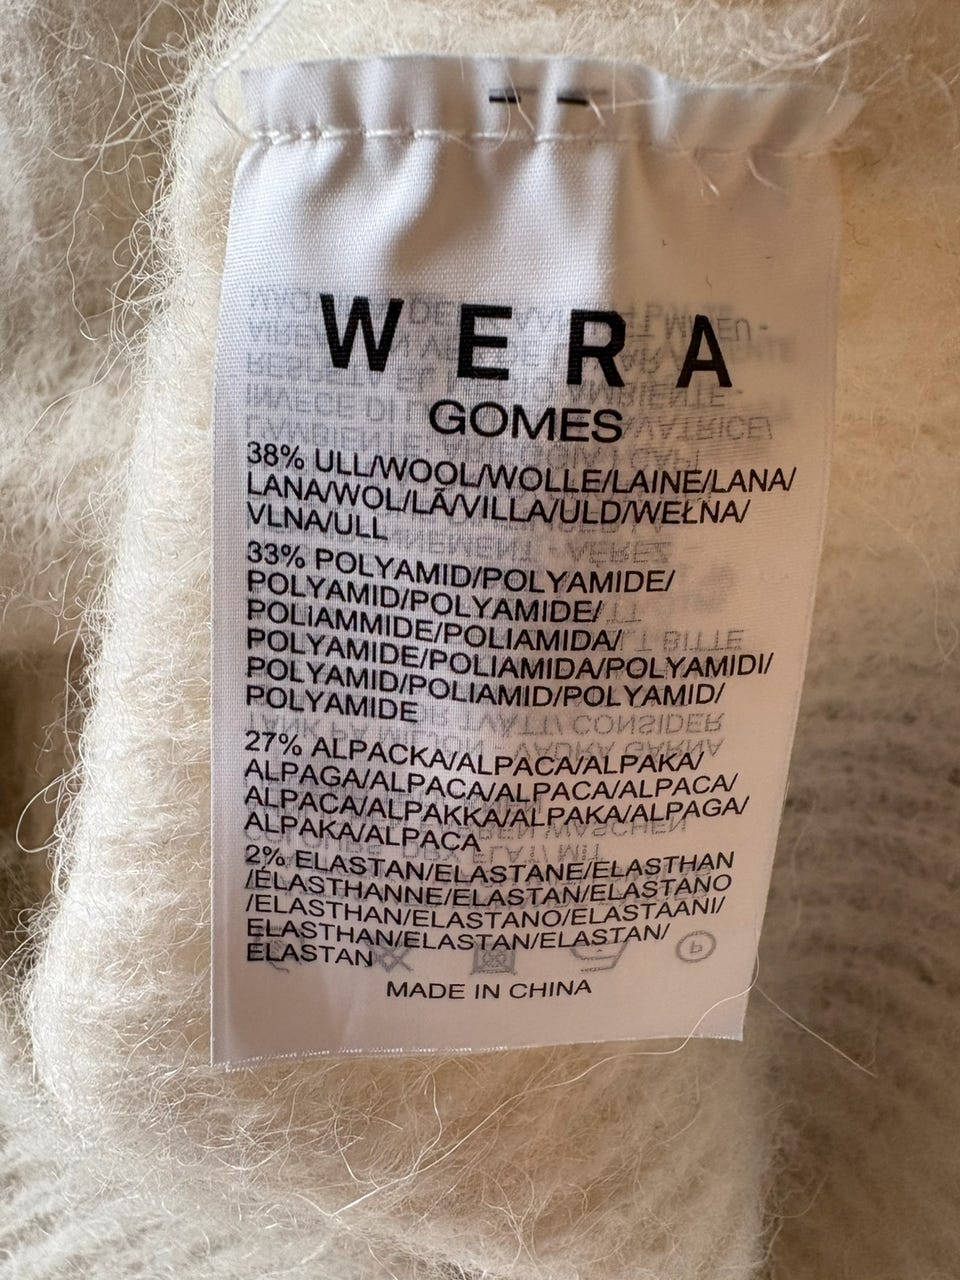 WERA
GOMES
38% ULL/WOOL/WOLLE/LAINE/LANA/
LANA/WOL/LÃ/VILLA/ULD/WEŁNA/
VLNA/ULL
33% POLYAMID/POLYAMIDE/
POLYAMID/POLYAMIDE/
POLIAMMIDE/POLIAMIDA/
POLYAMIDE/POLIAMIDA/POLYAMIDI/
POLYAMID/POLIAMID/POLYAMID/
POLYAMIDE
27% ALPACKA/ALPACA/ALPAKA/
ALPAGA/ALPACA/ALPACA/ALPACA/
ALPACA/ALPAKKA/ALPAKA/ALPAGA/
ALPAKA/ALPACA
2% ELASTAN/ELASTANE/ELASTHAN
/ÉLASTHANNE/ELASTAN/ELASTANO
/ELASTHAN/ELASTANO/ELASTAANI/
ELASTHAN/ELASTAN/ELASTAN/
ELASTAN
MADE IN CHINA